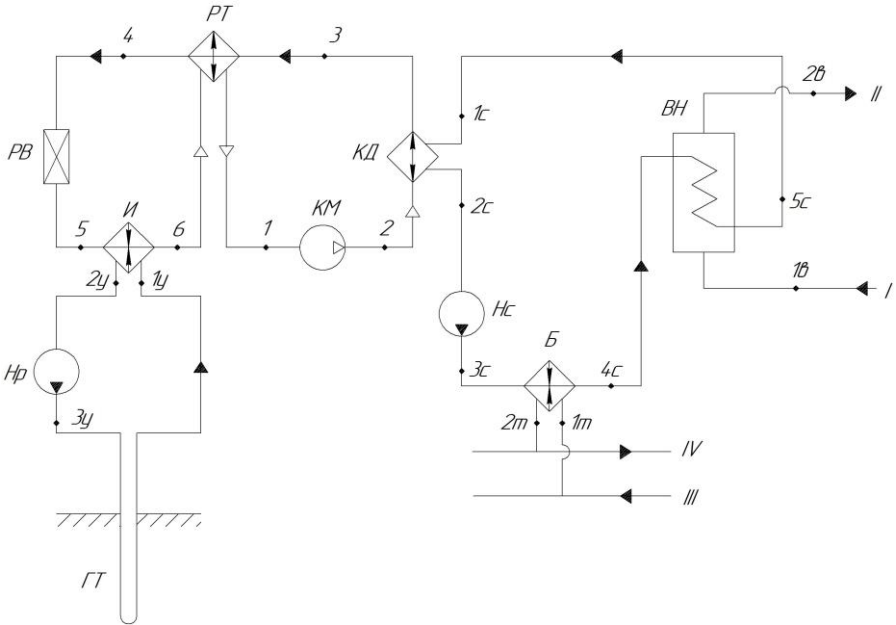 РТ
4
3
2в
II
ВН
1с
РВ
КД
И
5
6
1
КМ
2
2с
5с
2у
1у
1в
I
Нс
Б
Нр
3с
4с
3у
2т
1т
IV
III
ГТ